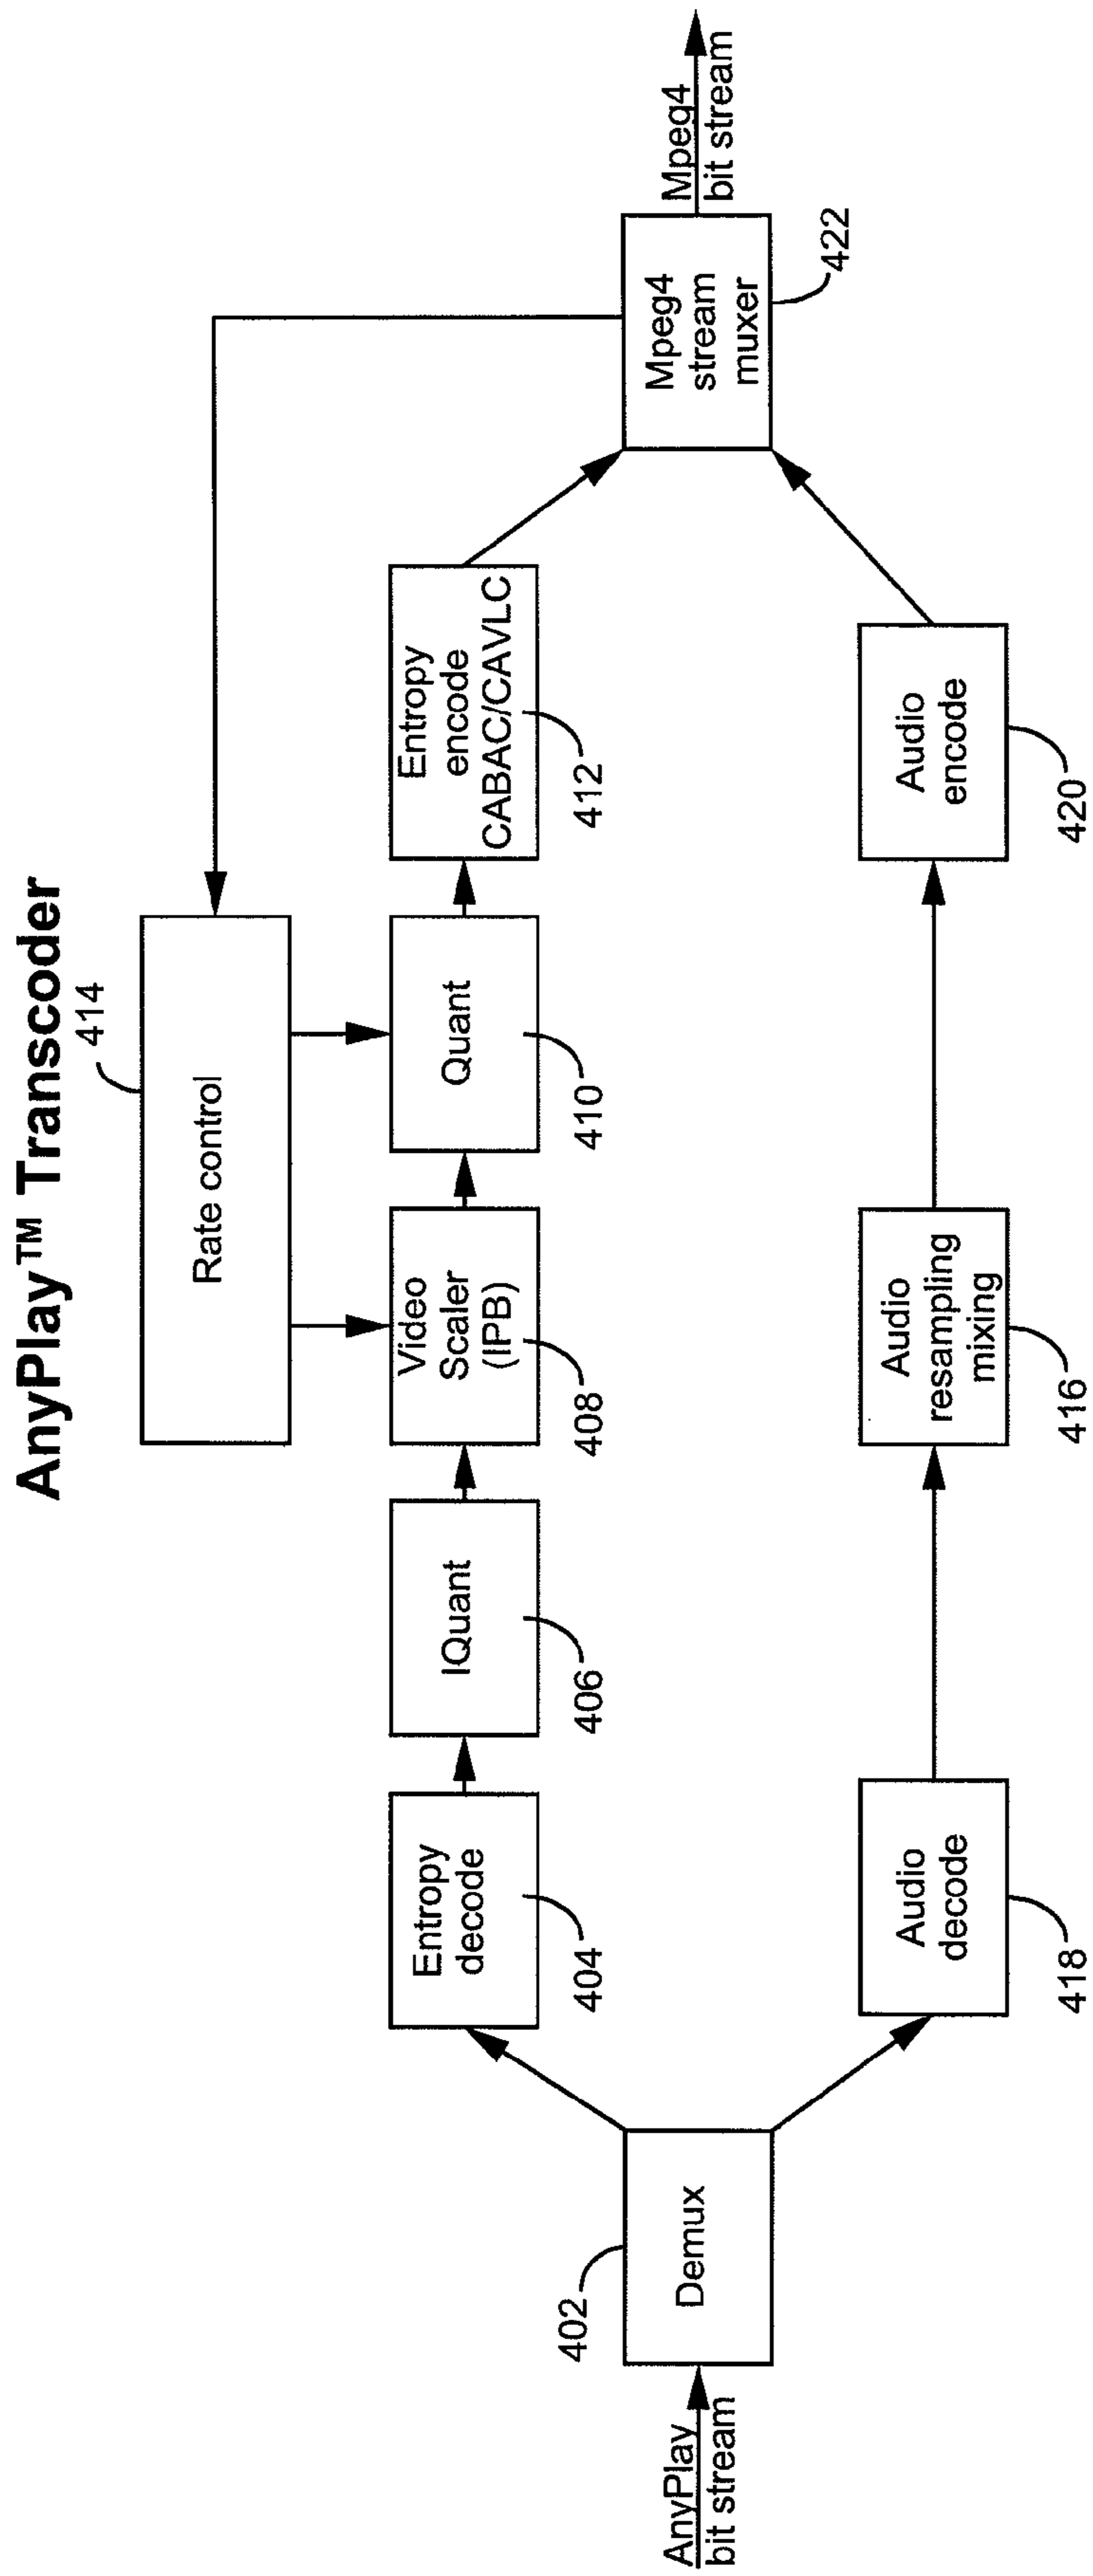 AnyPlay™ Transcoder
414
Rate control
AnyPlay
bit stream
402
Demux
Entropy
decode
404
IQuant
406
Video
Scaler
(IPB)
408
Quant
410
Entropy
encode
CABAC/CAVLC
412
Audio
decode
418
Audio
resampling
mixing
416
Audio
encode
420
Mpeg4
stream
muxer
422
Mpeg4
bit stream